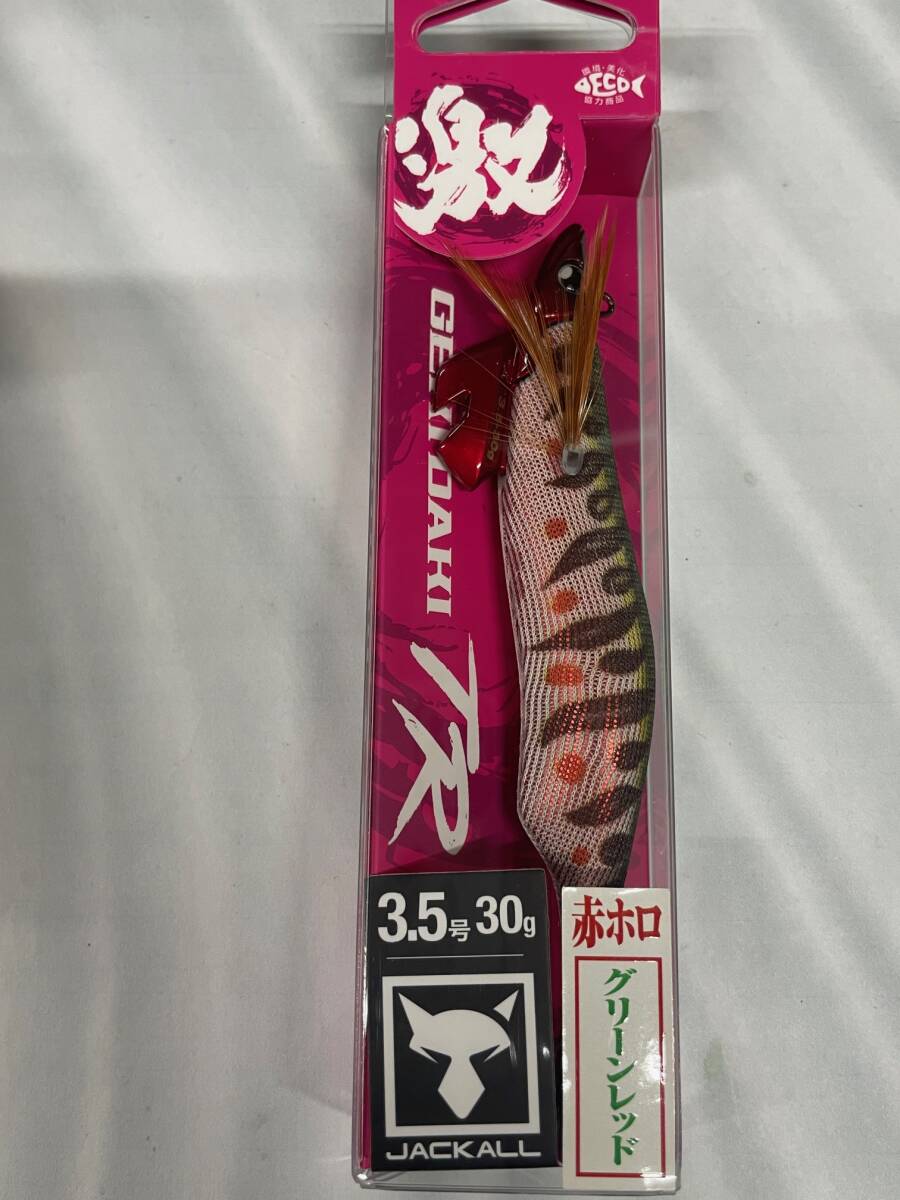 環境・美化
DECO
協力商品
激
GEKIDAKI
TR
3.5号 30g
JACKALL
赤ホロ
グリーンレッド